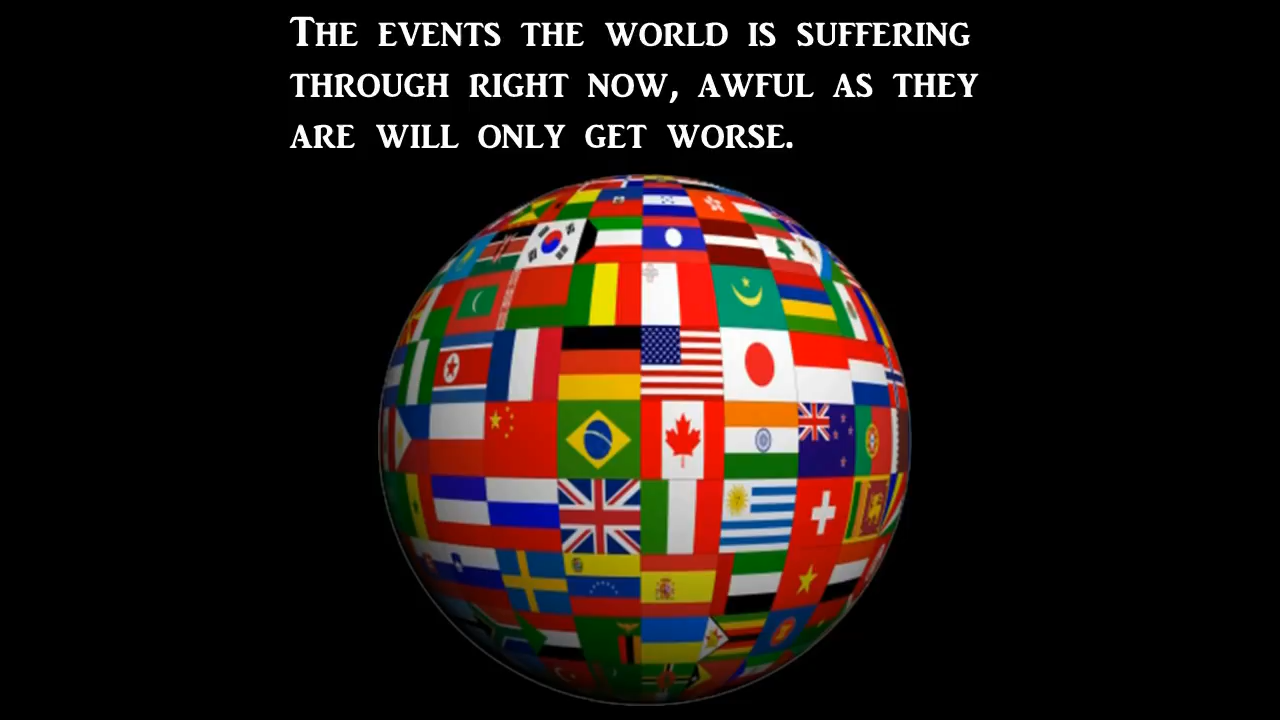 The events the world is suffering
through right now, awful as they
are will only get worse.